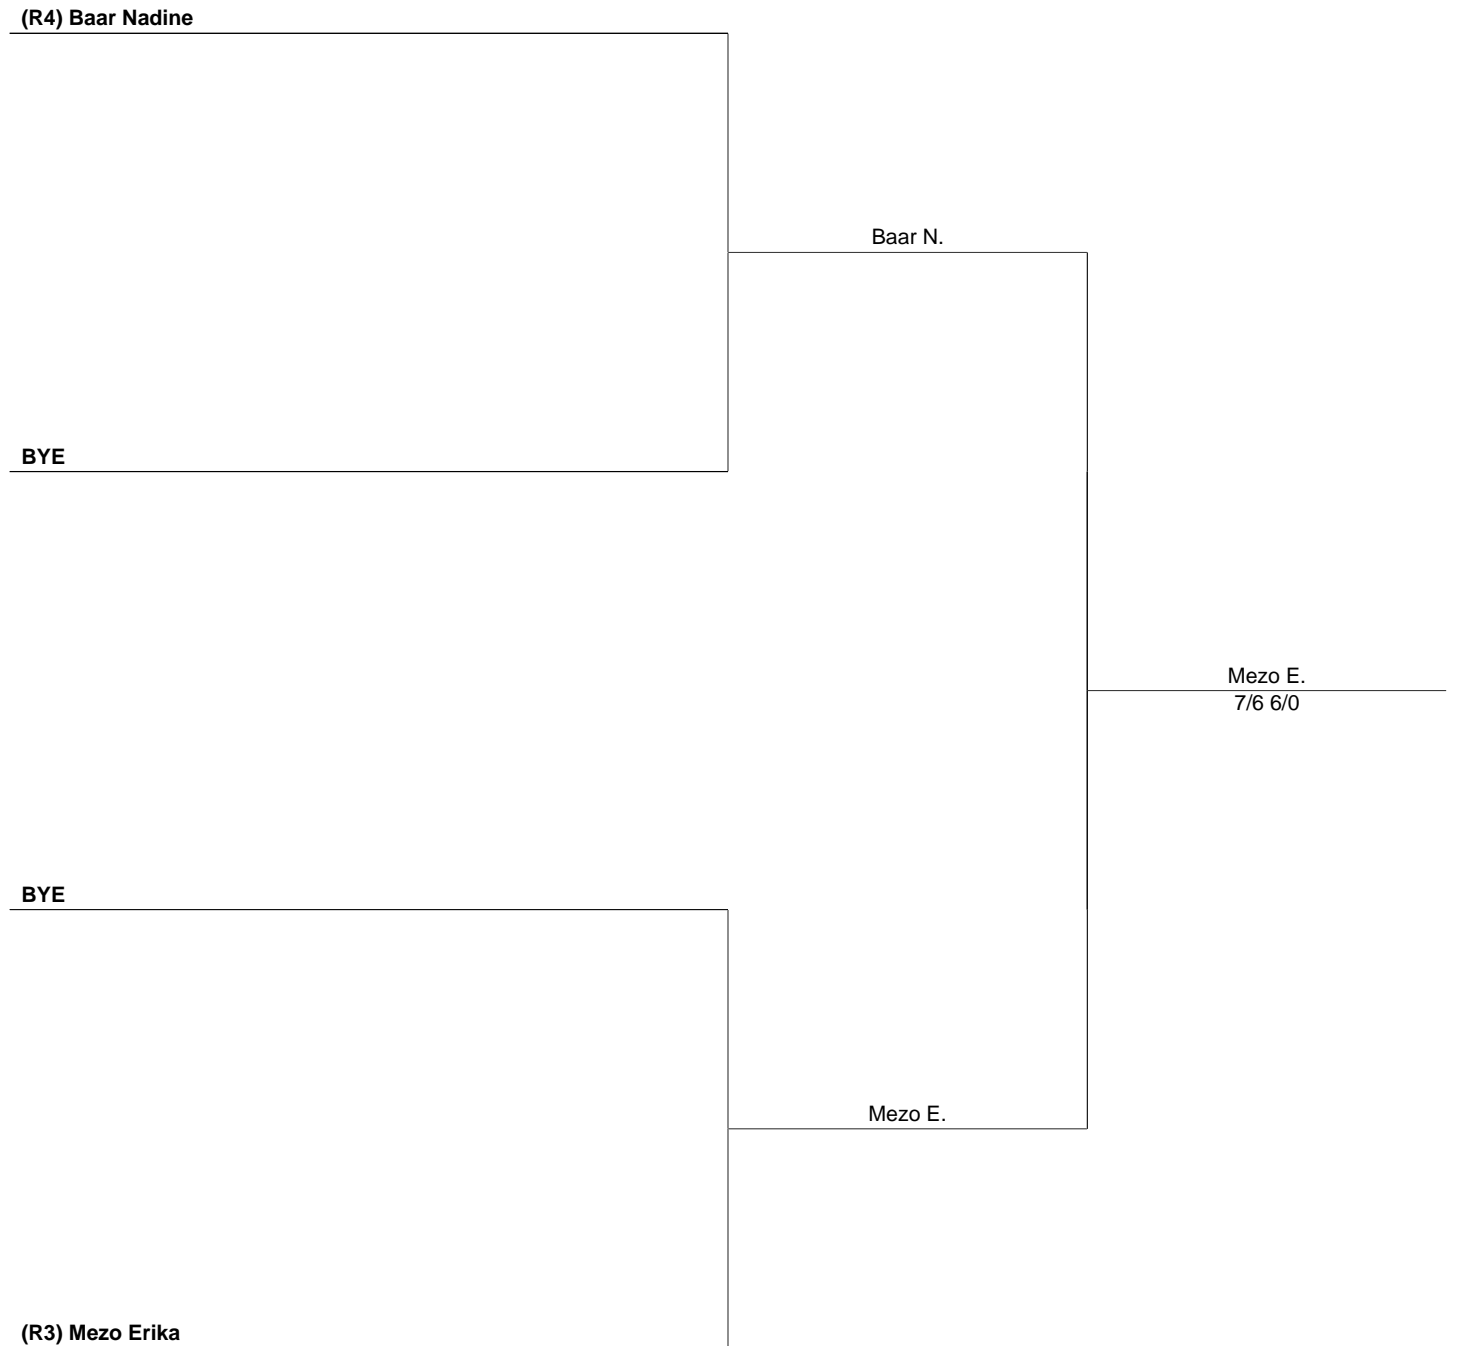 (R4) Baar Nadine
Baar N.
BYE
Mezo E.
7/6 6/0
BYE
Mezo E.
(R3) Mezo Erika